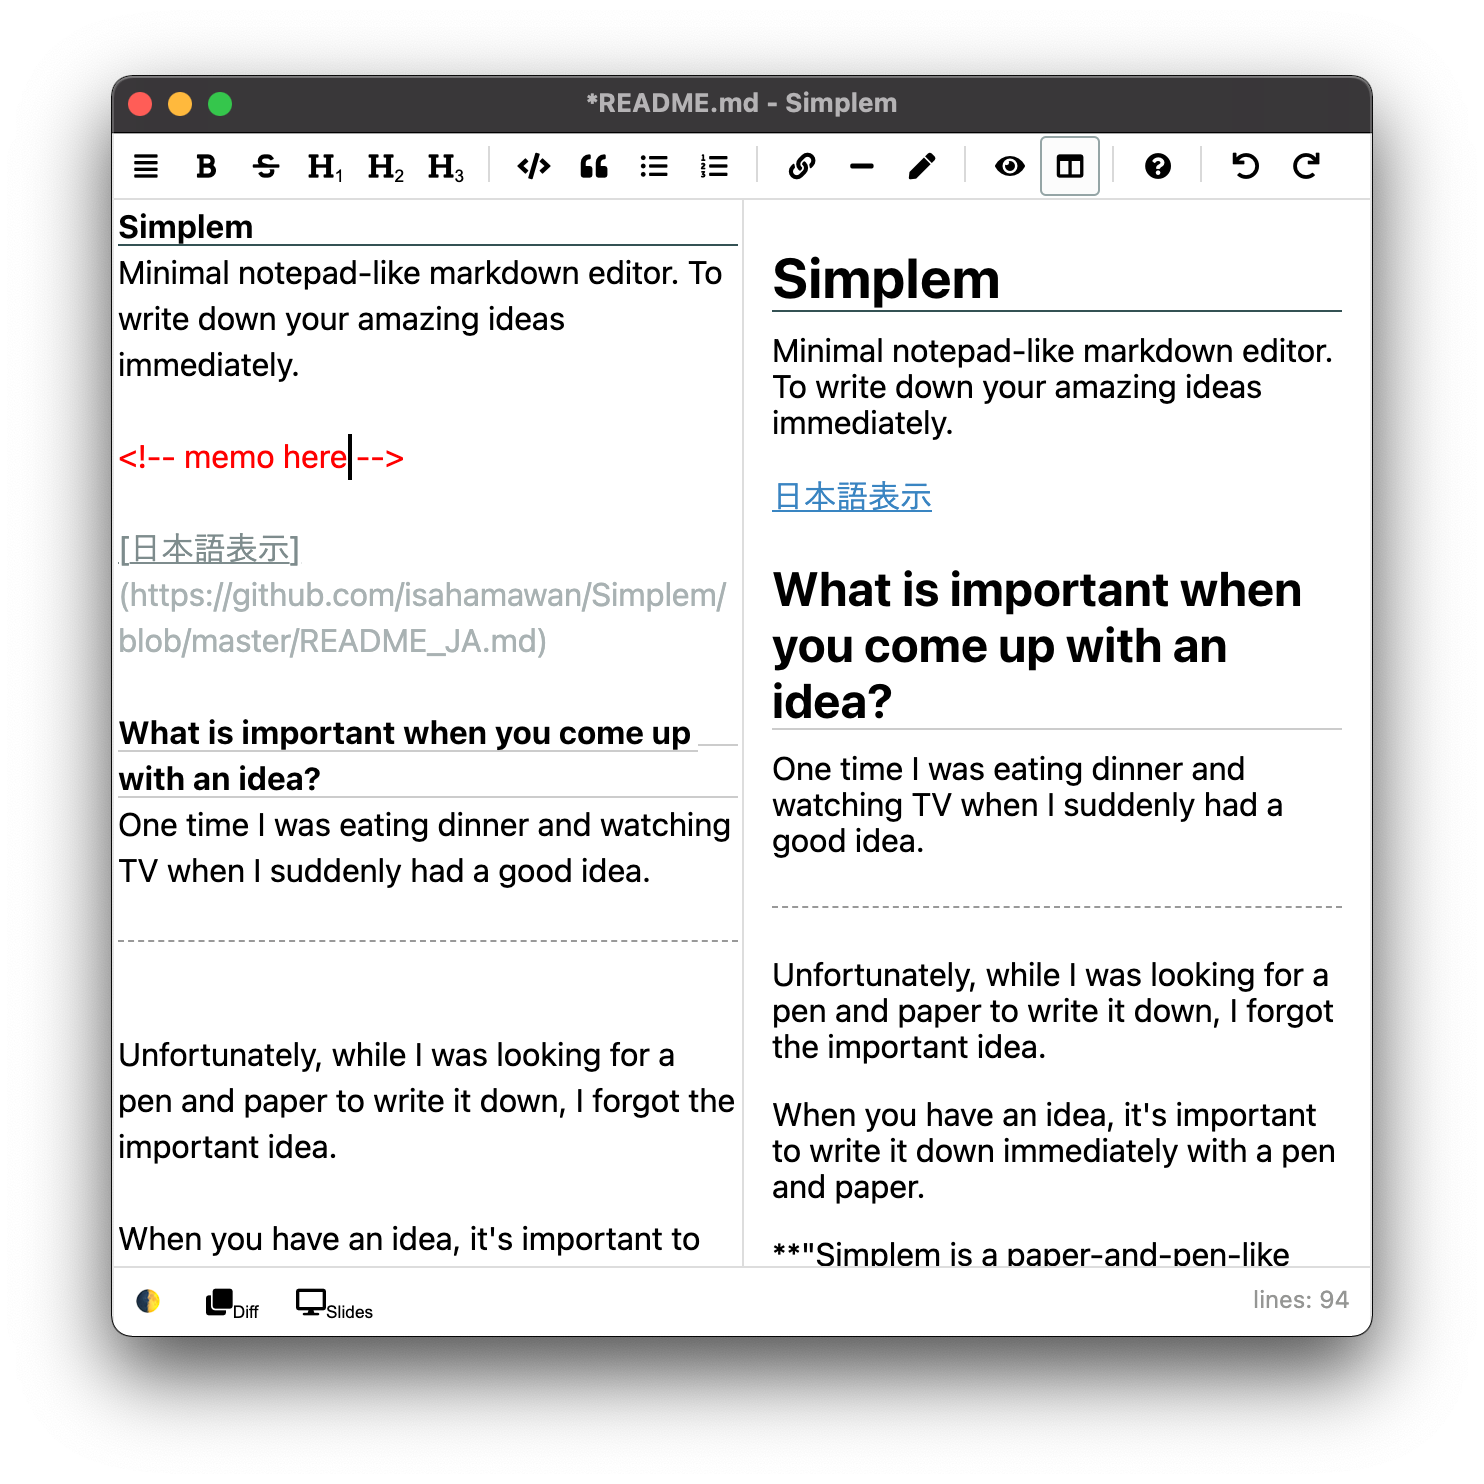 *README.md - Simplem
B S H1 H2 H3
Simplem
Minimal notepad-like markdown editor. To
write down your amazing ideas
immediately.
<!-- memo here -->
[日本語表示]
(https://github.com/isahamawan/Simplem/
blob/master/README_JA.md)
What is important when you come up
with an idea?
One time I was eating dinner and watching
TV when I suddenly had a good idea.
Unfortunately, while I was looking for a
pen and paper to write it down, I forgot the
important idea.
When you have an idea, it's important to
Simplem
Minimal notepad-like markdown editor.
To write down your amazing ideas
immediately.
日本語表示
What is important when
you come up with an
idea?
One time I was eating dinner and
watching TV when I suddenly had a
good idea.
Unfortunately, while I was looking for a
pen and paper to write it down, I forgot
the important idea.
When you have an idea, it's important
to write it down immediately with a pen
and paper.
**"Simplem is a paper-and-pen-like
Diff
Slides
lines: 94